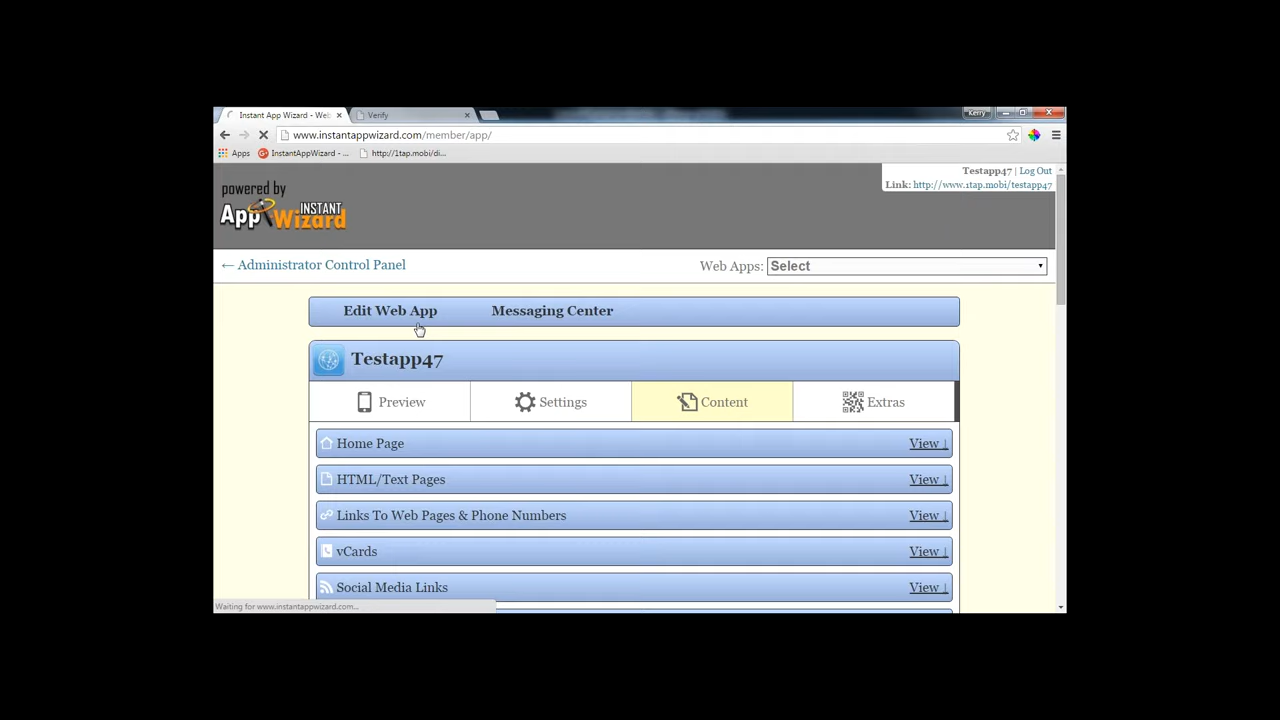 Instant App Wizard - Web
Verify
Kerry
www.instantappwizard.com/member/app/
Apps
InstantAppWizard - ...
http://1tap.mobi/di...
Testapp47 | Log Out
Link: http://www.1tap.mobi/testapp47
powered by
INSTANT
App Wizard
← Administrator Control Panel
Web Apps: Select
Edit Web App
Messaging Center
Testapp47
Preview
Settings
Content
Extras
Home Page
View ↓
HTML/Text Pages
View ↓
Links To Web Pages & Phone Numbers
View ↓
vCards
View ↓
Social Media Links
View ↓
Waiting for www.instantappwizard.com...